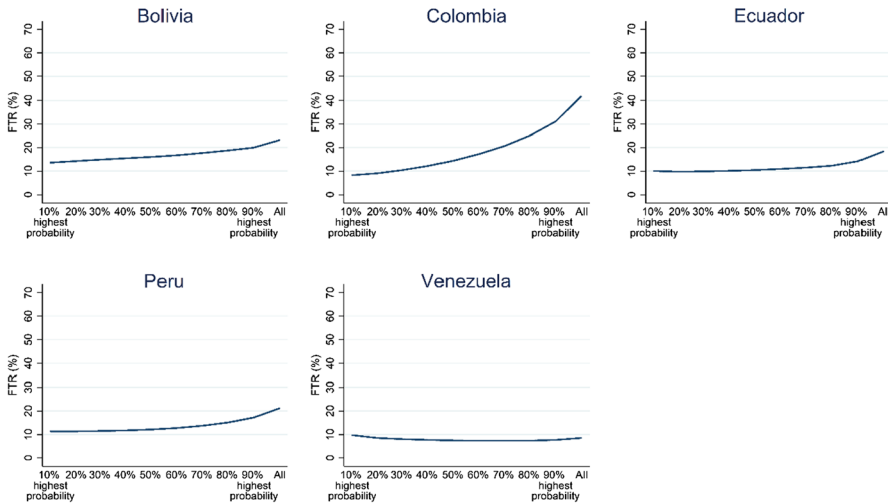 Bolivia
70
60
50
40
30
20
10
0
FTR (%)
10% 20% 30% 40% 50% 60% 70% 80% 90% All
highest highest
probability probability
Colombia
70
60
50
40
30
20
10
0
FTR (%)
10% 20% 30% 40% 50% 60% 70% 80% 90% All
highest highest
probability probability
Ecuador
70
60
50
40
30
20
10
0
FTR (%)
10% 20% 30% 40% 50% 60% 70% 80% 90% All
highest highest
probability probability
Peru
70
60
50
40
30
20
10
0
FTR (%)
10% 20% 30% 40% 50% 60% 70% 80% 90% All
highest highest
probability probability
Venezuela
70
60
50
40
30
20
10
0
FTR (%)
10% 20% 30% 40% 50% 60% 70% 80% 90% All
highest highest
probability probability